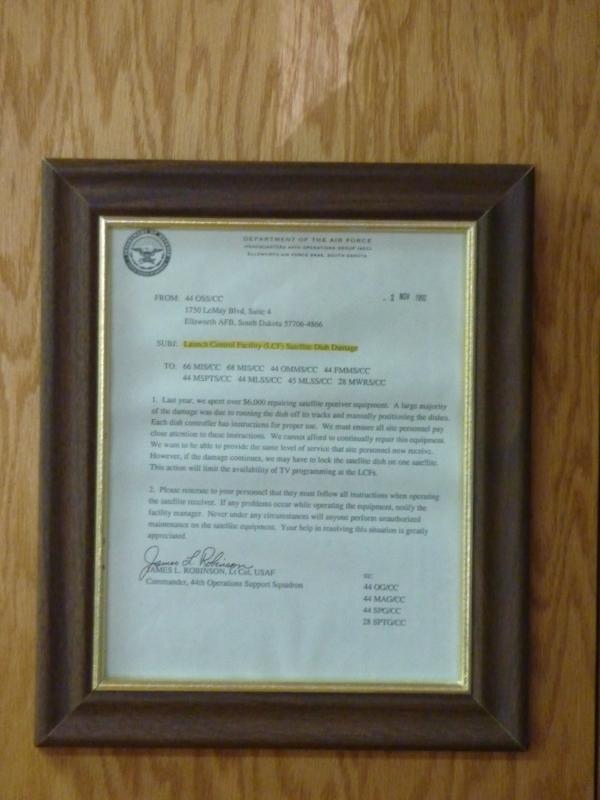 DEPARTMENT OF THE AIR FORCE
HEADQUARTERS 44TH OPERATIONS GROUP (ACC)
ELLSWORTH AIR FORCE BASE, SOUTH DAKOTA
FROM: 44 OSS/CC
2 NOV 1992
1750 LeMay Blvd, Suite 4
Ellsworth AFB, South Dakota 57706-4866
SUBJ: Launch Control Facility (LCF) Satellite Dish Damage
TO: 66 MIS/CC 68 MIS/CC 44 OMMS/CC 44 FMMS/CC
44 MSPTS/CC 44 MLSS/CC 45 MLSS/CC 28 MWRS/CC
1. Last year, we spent over $6,000 repairing satellite receiver equipment. A large majority
of the damage was due to running the dish off its tracks and manually positioning the dishes.
Each dish controller has instructions for proper use. We must ensure all site personnel pay
close attention to these instructions. We cannot afford to continually repair this equipment.
We want to be able to provide the same level of service that site personnel now receive.
However, if the damage continues, we may have to lock the satellite dish on one satellite.
This action will limit the availability of TV programming at the LCFs.
2. Please reiterate to your personnel that they must follow all instructions when operating
the satellite receiver. If any problems occur while operating the equipment, notify the
facility manager. Never under any circumstances will anyone perform unauthorized
maintenance on the satellite equipment. Your help in resolving this situation is greatly
appreciated.
James L Robinson
JAMES L. ROBINSON, Lt Col, USAF
Commander, 44th Operations Support Squadron
cc:
44 OG/CC
44 MAG/CC
44 SPG/CC
28 SPTG/CC